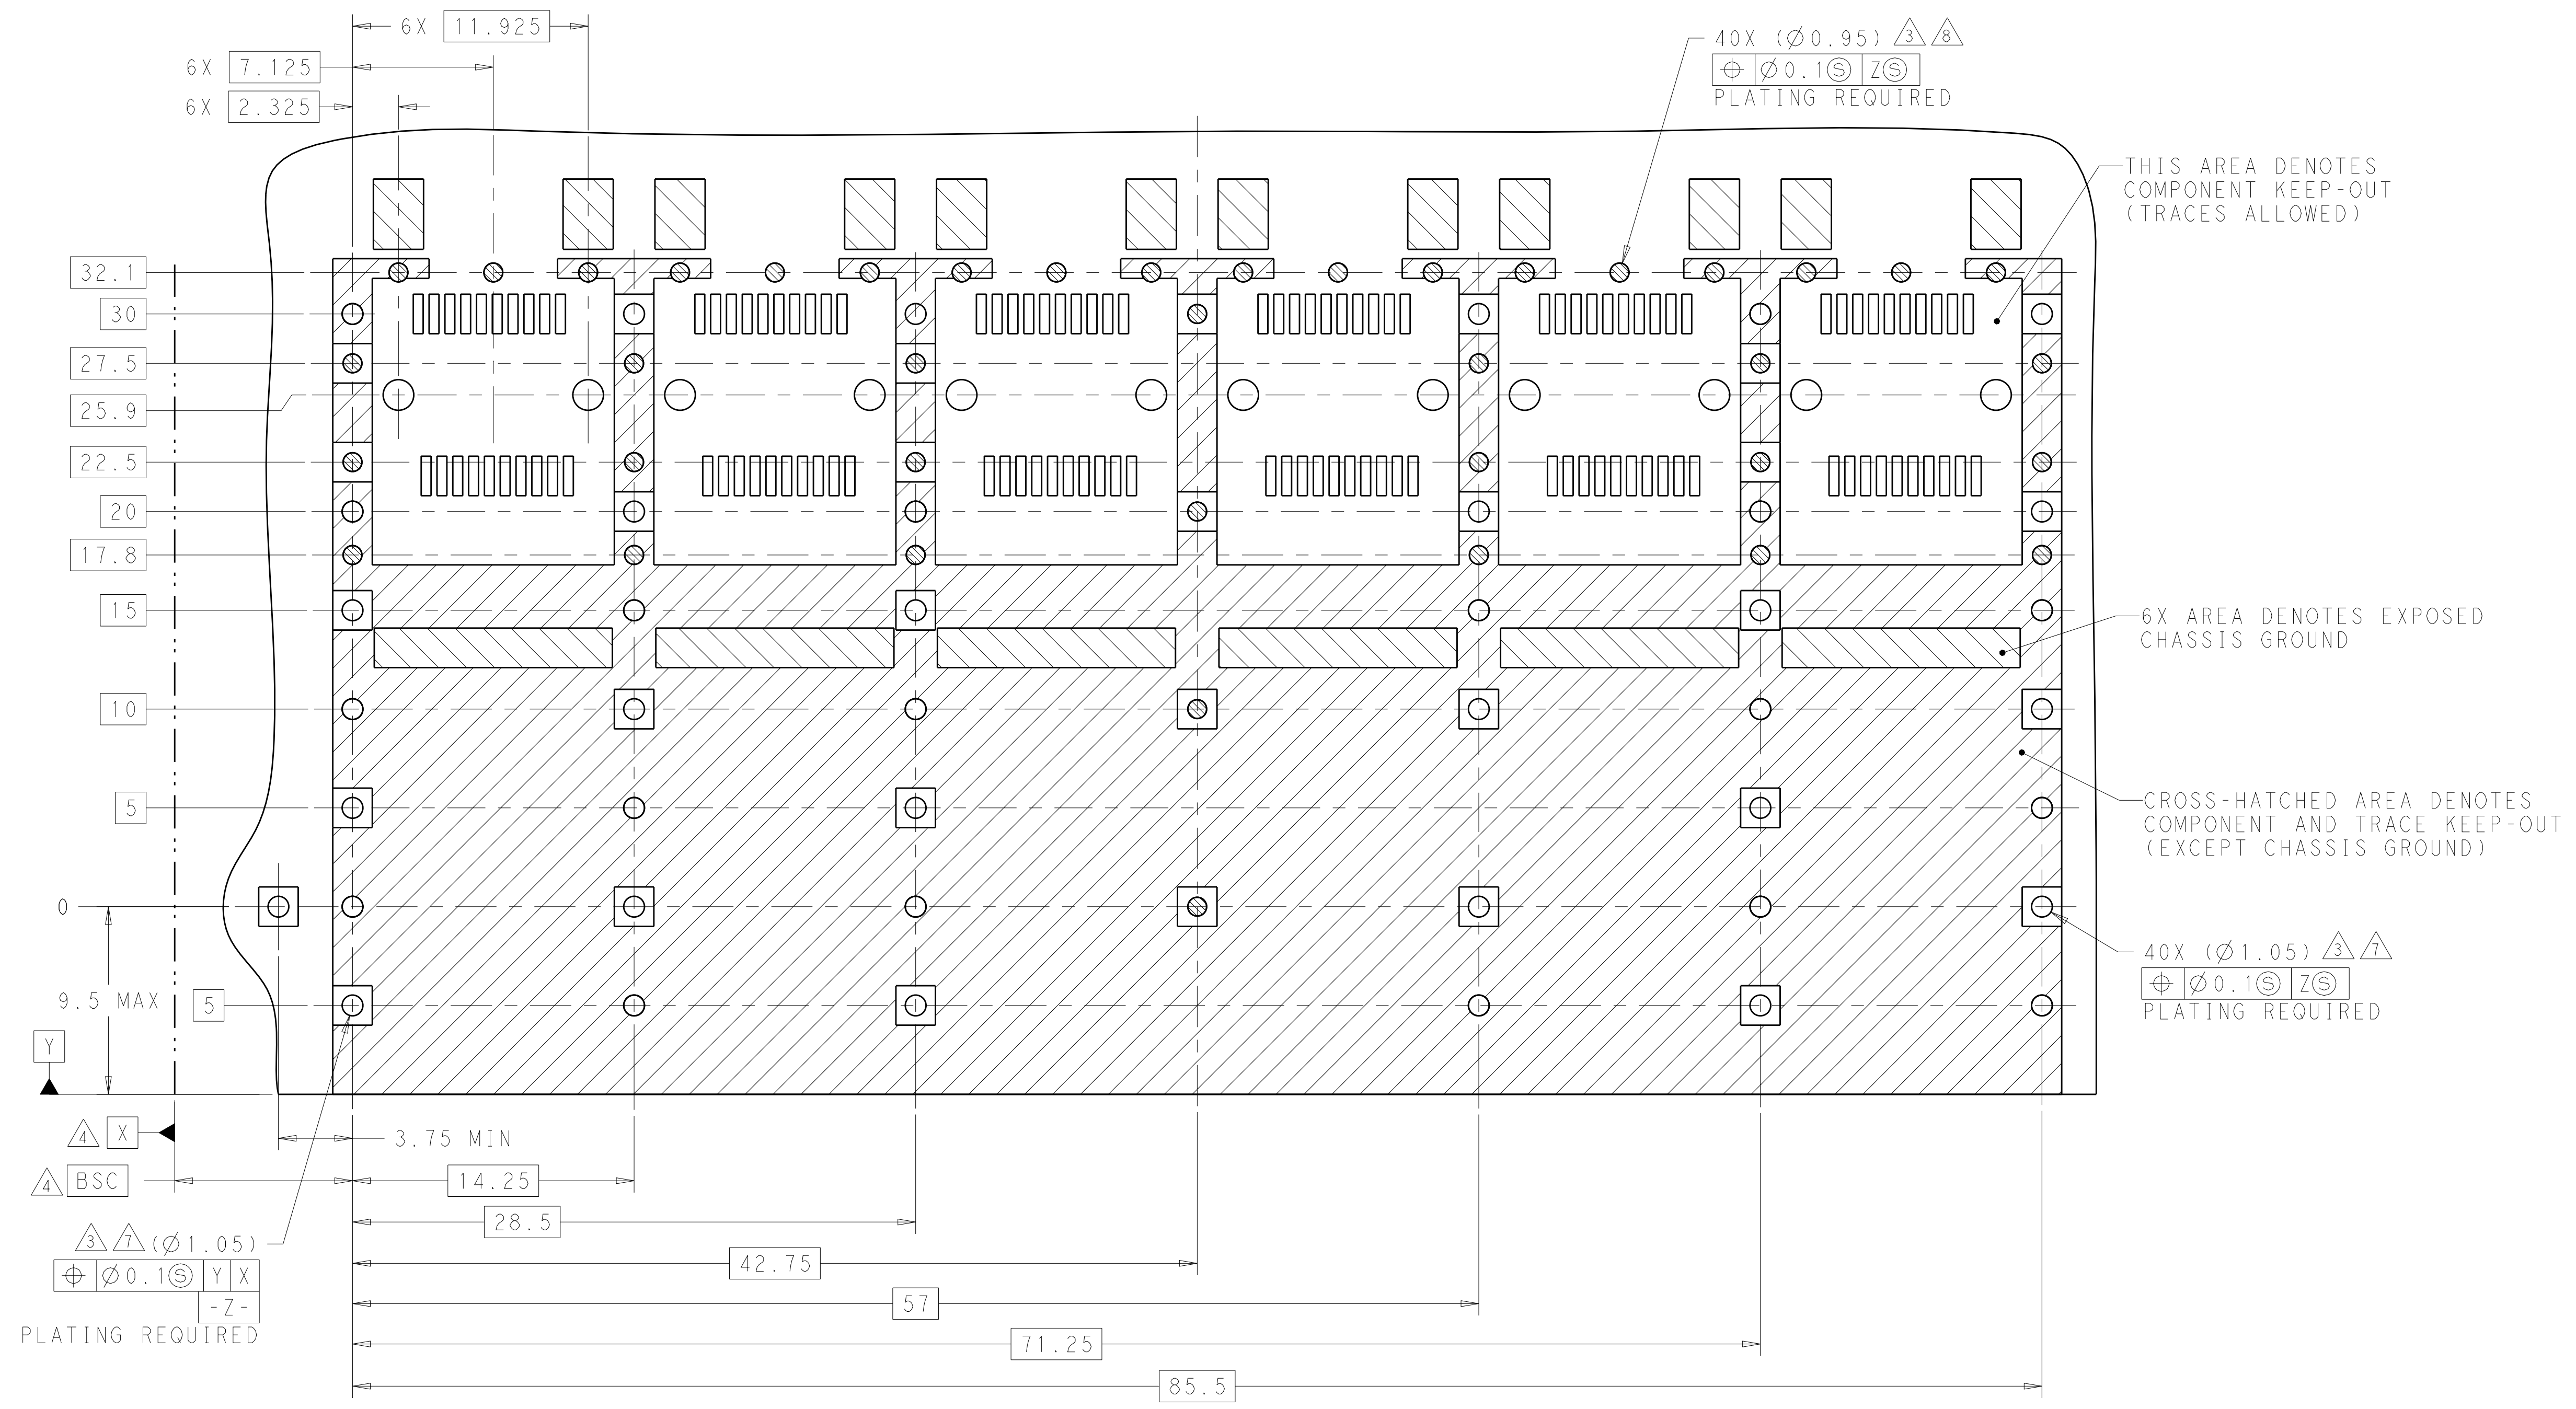 6X 11.925
6X 7.125
6X 2.325
40X (Ø0.95) 3 8
⌖ Ø0.1Ⓢ ZⓈ
PLATING REQUIRED
THIS AREA DENOTES
COMPONENT KEEP-OUT
(TRACES ALLOWED)
32.1
30
27.5
25.9
22.5
20
17.8
15
10
5
0
5
9.5 MAX
6X AREA DENOTES EXPOSED
CHASSIS GROUND
CROSS-HATCHED AREA DENOTES
COMPONENT AND TRACE KEEP-OUT
(EXCEPT CHASSIS GROUND)
40X (Ø1.05) 3 7
⌖ Ø0.1Ⓢ ZⓈ
PLATING REQUIRED
Y
4 X
3.75 MIN
4 BSC
14.25
28.5
3 7 (Ø1.05)
⌖ Ø0.1Ⓢ Y X
-Z-
PLATING REQUIRED
42.75
57
71.25
85.5